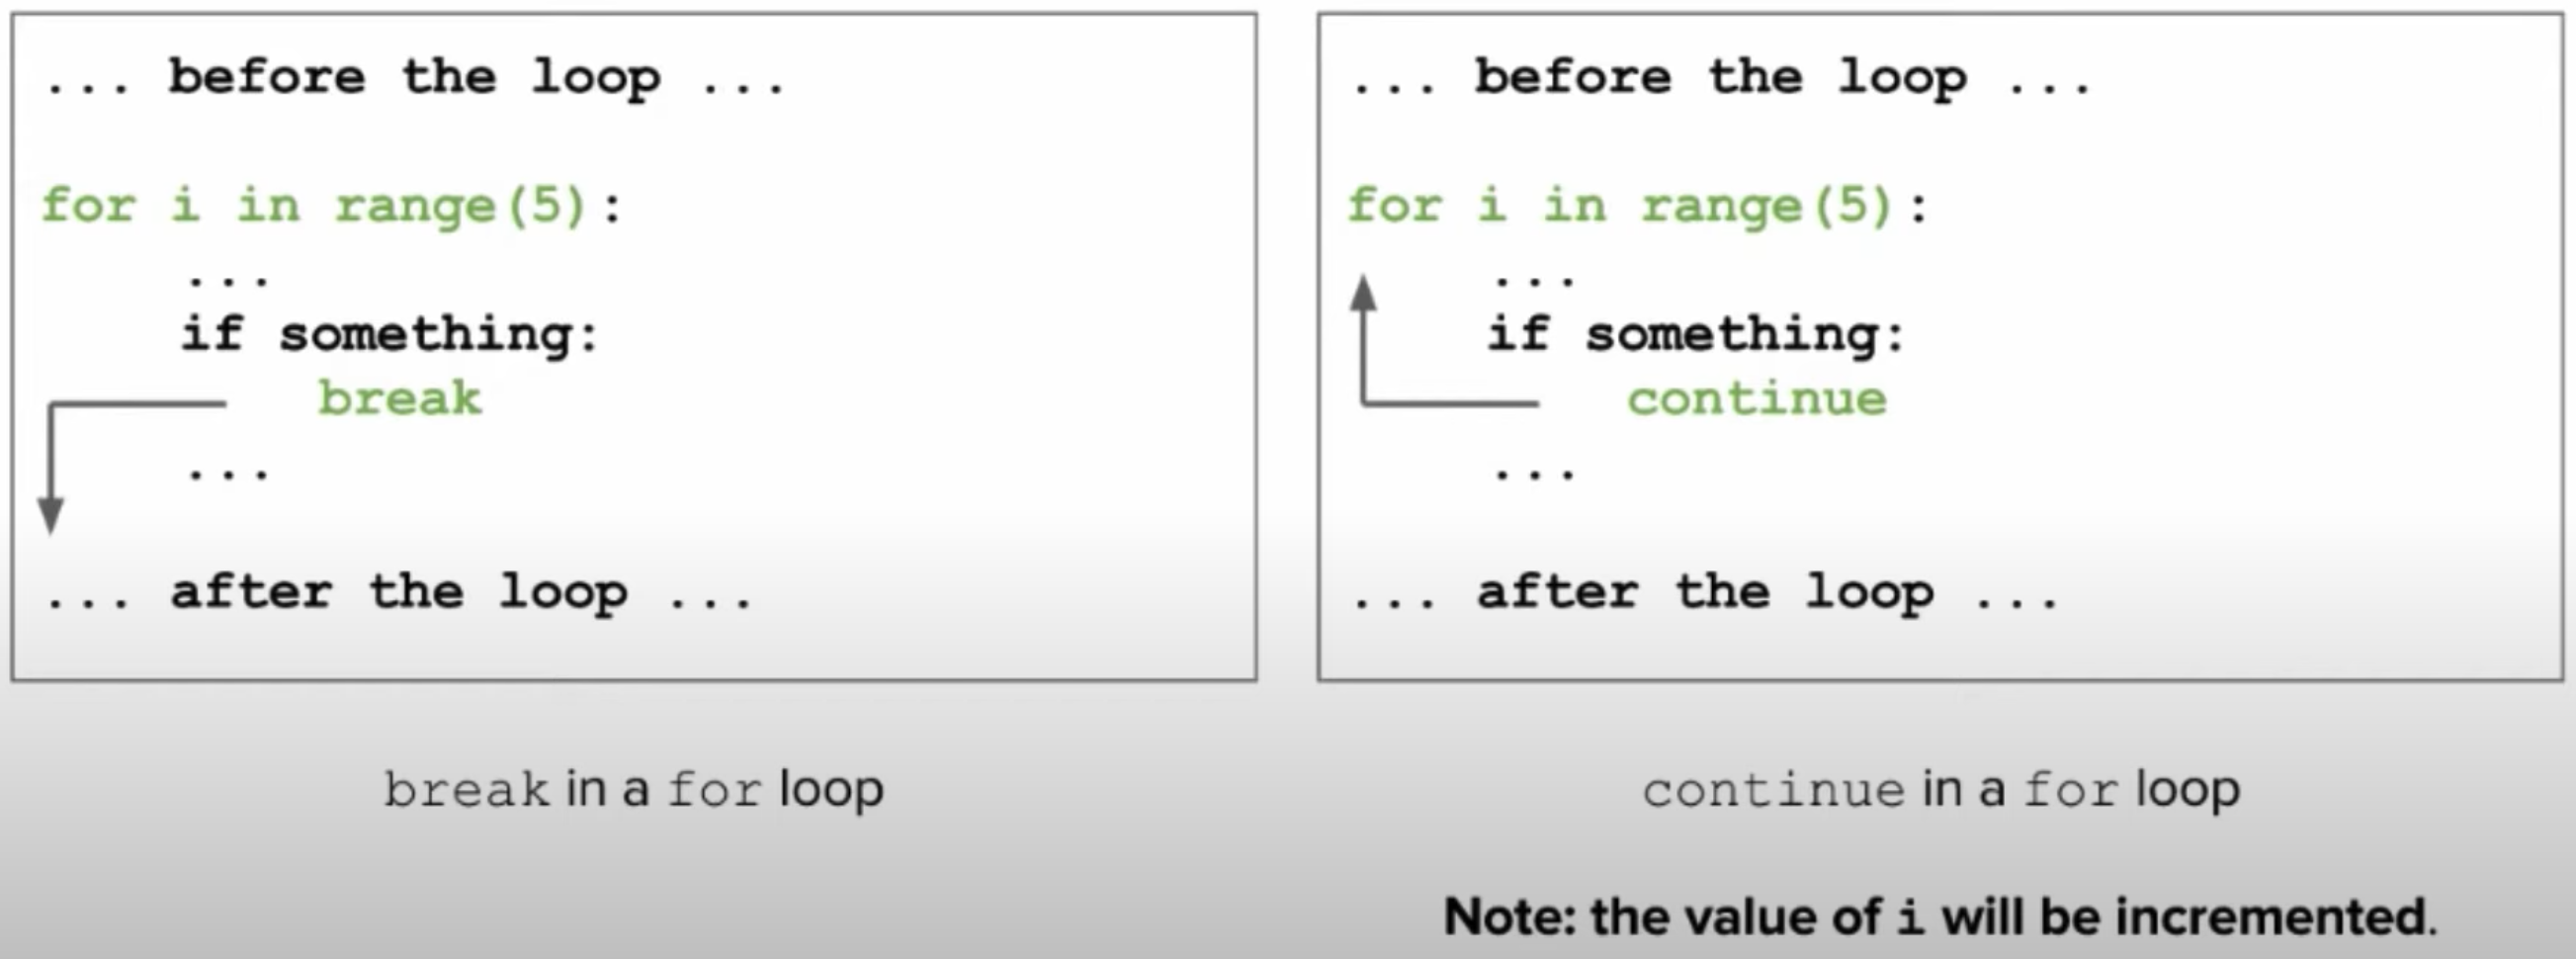 ... before the loop ...
for i in range(5):
...
if something:
break
...
... after the loop ...
break in a for loop
... before the loop ...
for i in range(5):
...
if something:
continue
...
... after the loop ...
continue in a for loop
Note: the value of i will be incremented.